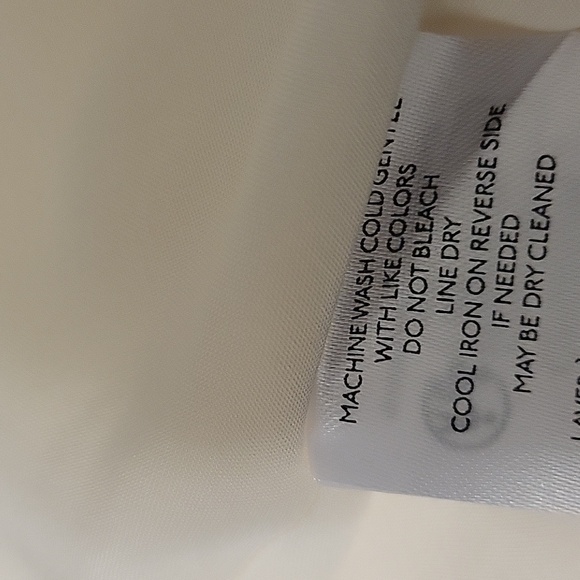 MACHINE WASH COLD GENTLE
WITH LIKE COLORS
DO NOT BLEACH
LINE DRY
COOL IRON ON REVERSE SIDE
IF NEEDED
MAY BE DRY CLEANED